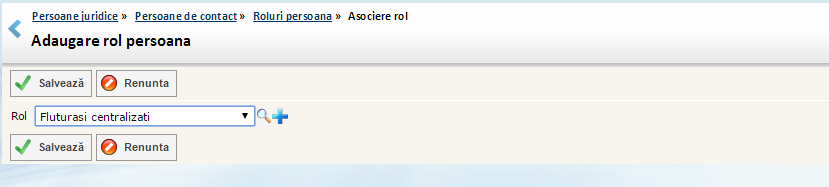 Persoane juridice » Persoane de contact » Roluri persoana » Asociere rol
Adaugare rol persoana
Salvează Renunta
Rol Fluturasi centralizati
Salvează Renunta